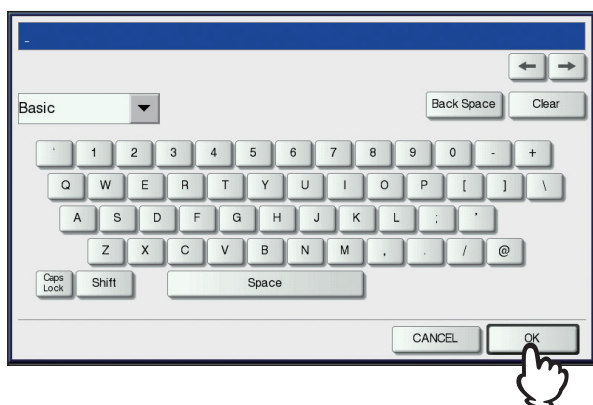 _
← →
Basic Back Space Clear
' 1 2 3 4 5 6 7 8 9 0 - +
Q W E R T Y U I O P [ ] \
A S D F G H J K L ; '
Z X C V B N M , . / @
Caps Lock Shift Space
CANCEL OK